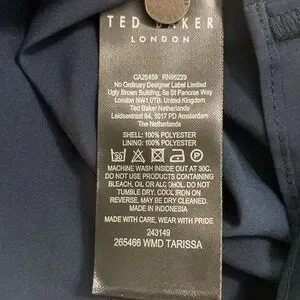 TED BAKER
LONDON
CA25459 RN95229
No Ordinary Designer Label Limited
Ugly Brown Building, 6a St Pancras Way
London NW1 0TB, United Kingdom
Ted Baker Netherlands
Leidsestraat 64, 1017 PD Amsterdam
The Netherlands
SHELL: 100% POLYESTER
LINING: 100% POLYESTER
30
MACHINE WASH INSIDE OUT AT 30C.
DO NOT USE PRODUCTS CONTAINING
BLEACH, OIL OR ALCOHOL. DO NOT
TUMBLE DRY. COOL IRON ON
REVERSE. MAY BE DRY CLEANED.
MADE IN INDONESIA
MADE WITH CARE, WEAR WITH PRIDE
243149
265466 WMD TARISSA